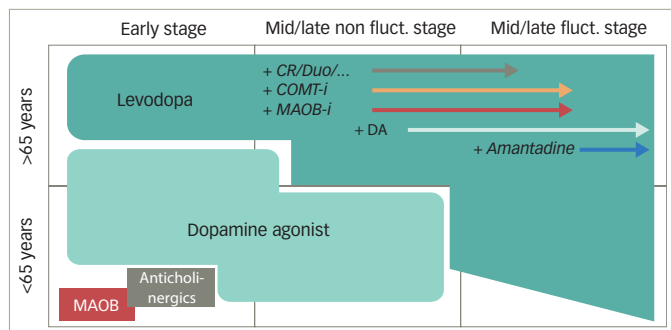 Early stage
Mid/late non fluct. stage
Mid/late fluct. stage
>65 years
<65 years
Levodopa
+ CR/Duo/...
+ COMT-i
+ MAOB-i
+ DA
+ Amantadine
Dopamine agonist
Anticholi-
nergics
MAOB